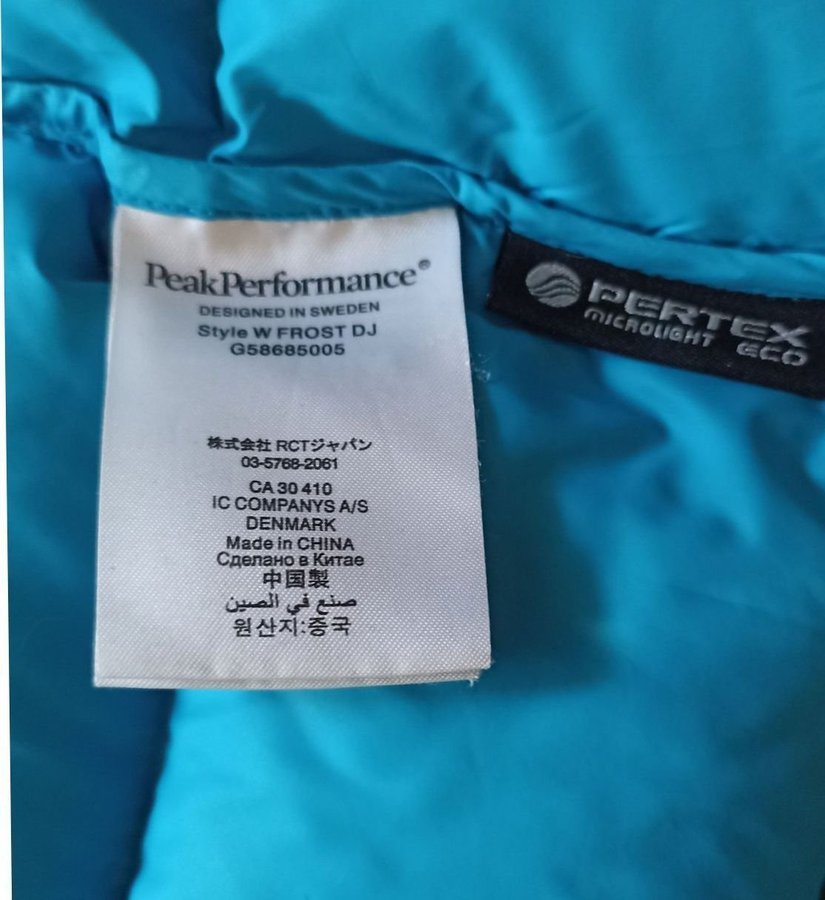 PeakPerformance®
DESIGNED IN SWEDEN
Style W FROST DJ
G58685005
株式会社 RCTジャパン
03-5768-2061
CA 30 410
IC COMPANYS A/S
DENMARK
Made in CHINA
Сделано в Китае
中国製
صنع في الصين
원산지:중국
PERTEX
MICROLIGHT ECO